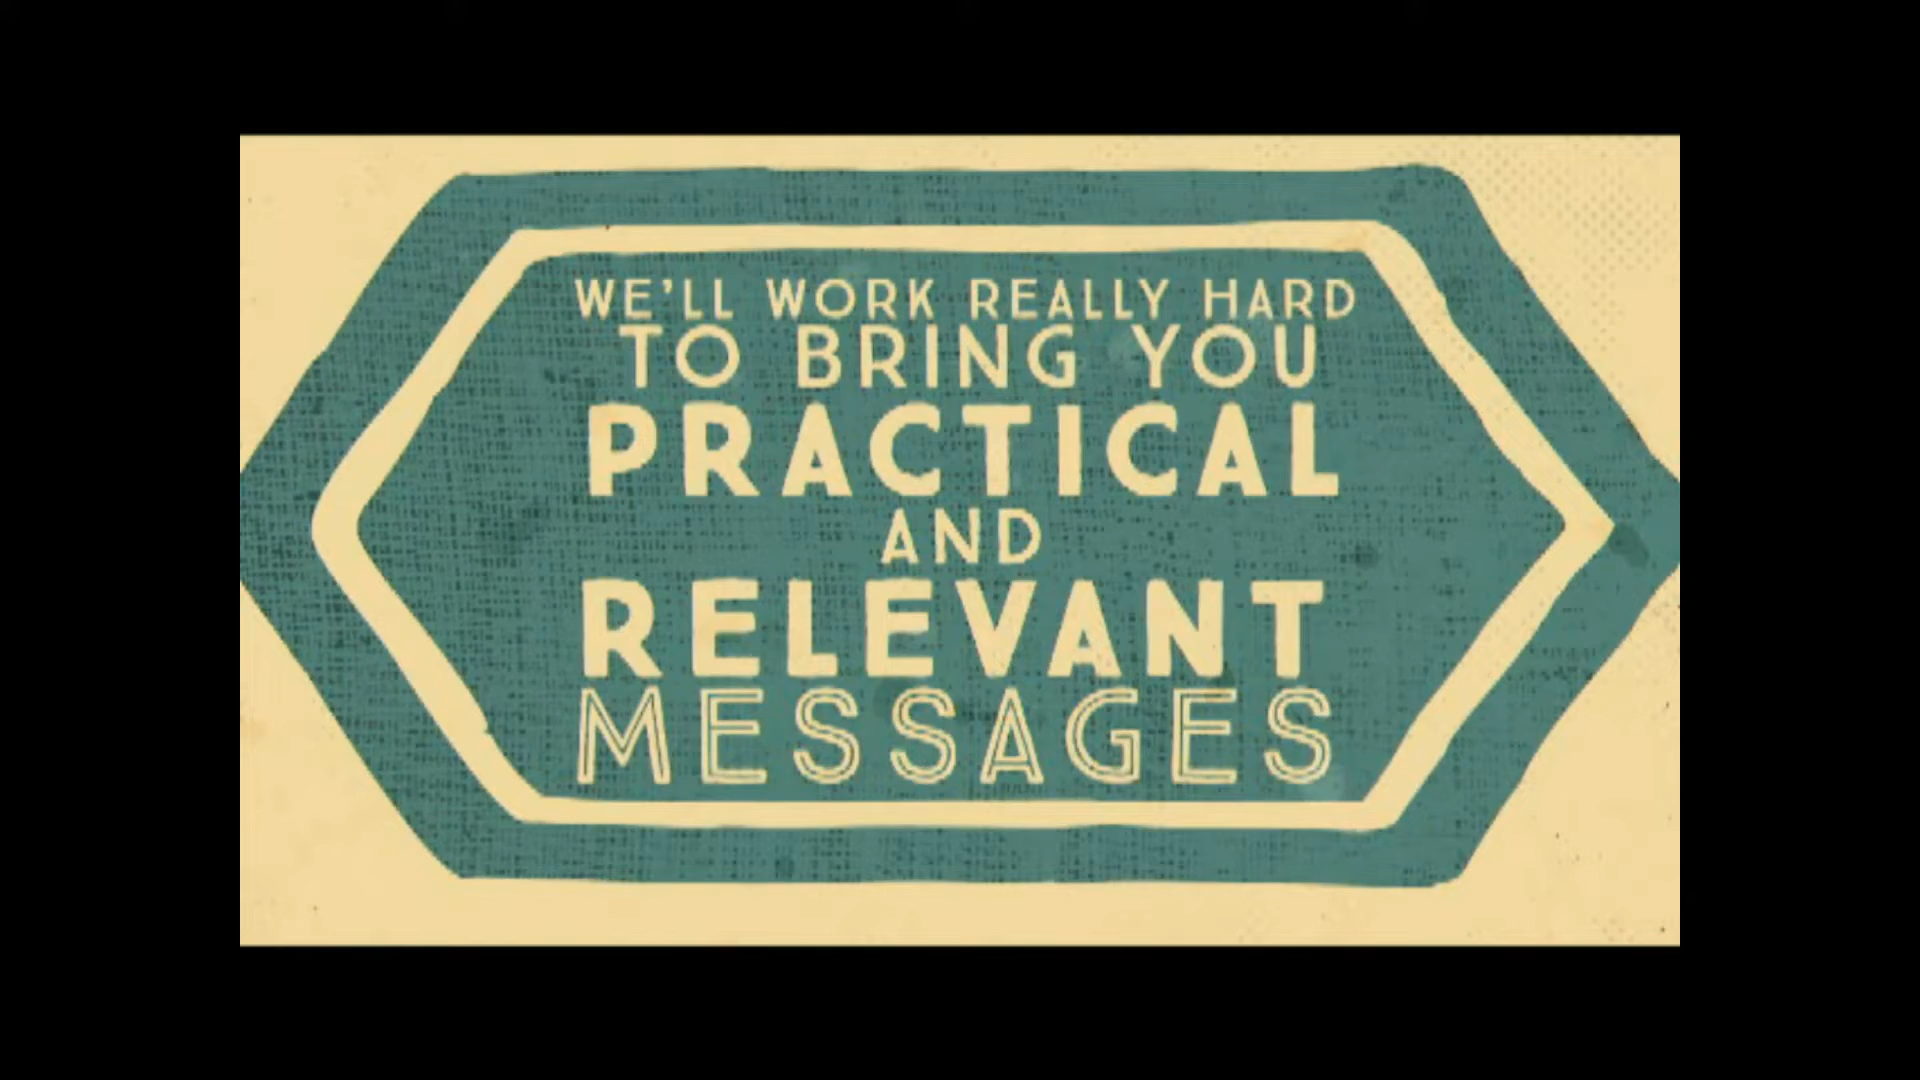 WE'LL WORK REALLY HARD
TO BRING YOU
PRACTICAL
AND
RELEVANT
MESSAGES